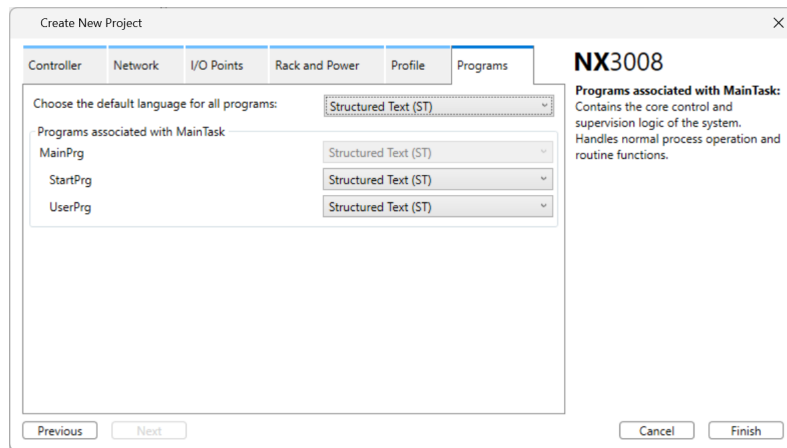 Create New Project
Controller
Network
I/O Points
Rack and Power
Profile
Programs
Choose the default language for all programs:
Structured Text (ST)
Programs associated with MainTask
MainPrg
Structured Text (ST)
StartPrg
Structured Text (ST)
UserPrg
Structured Text (ST)
NX3008
Programs associated with MainTask:
Contains the core control and
supervision logic of the system.
Handles normal process operation and
routine functions.
Previous
Next
Cancel
Finish